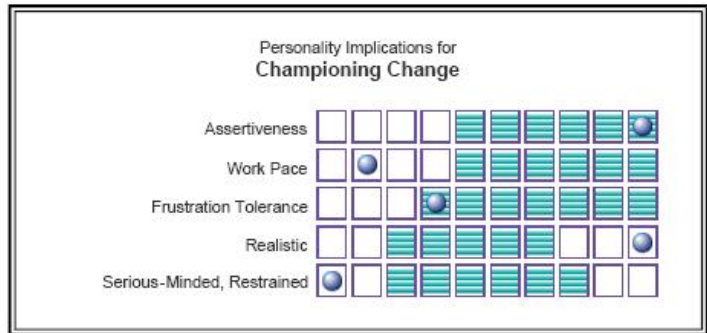 Personality Implications for
Championing Change
Assertiveness
Work Pace
Frustration Tolerance
Realistic
Serious-Minded, Restrained